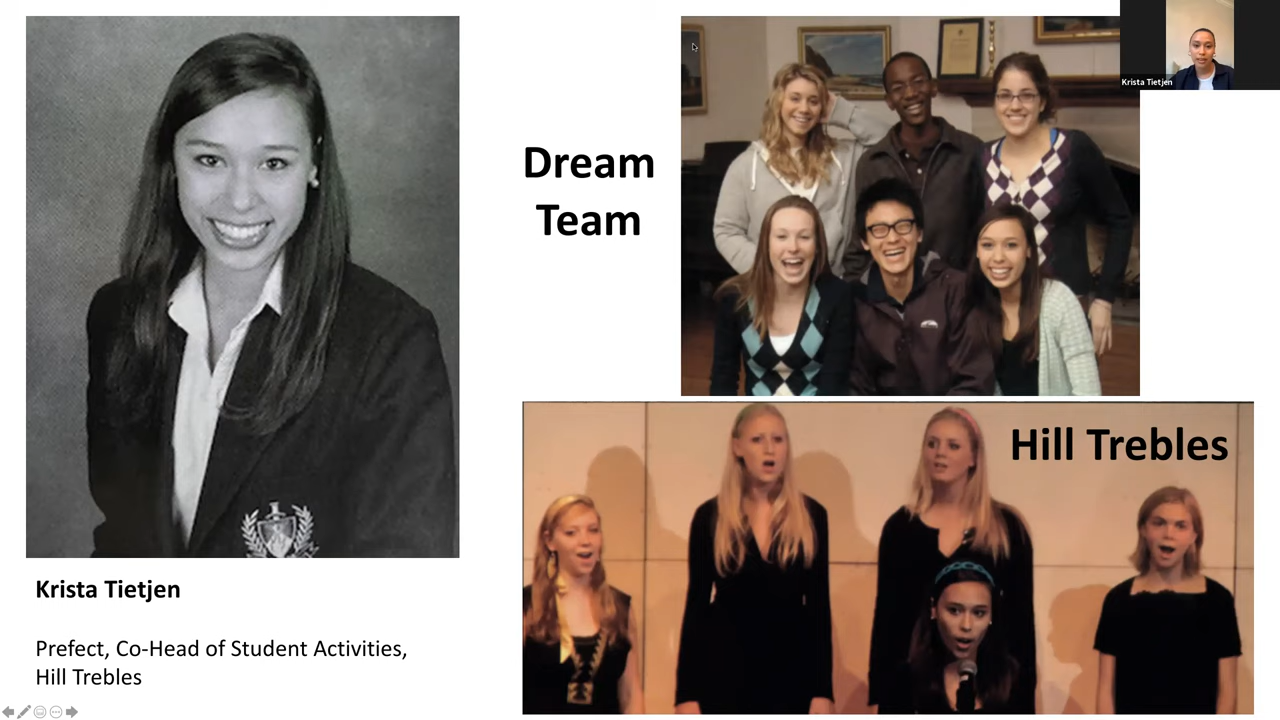 Krista Tietjen
Dream
Team
Hill Trebles
Krista Tietjen
Prefect, Co-Head of Student Activities,
Hill Trebles